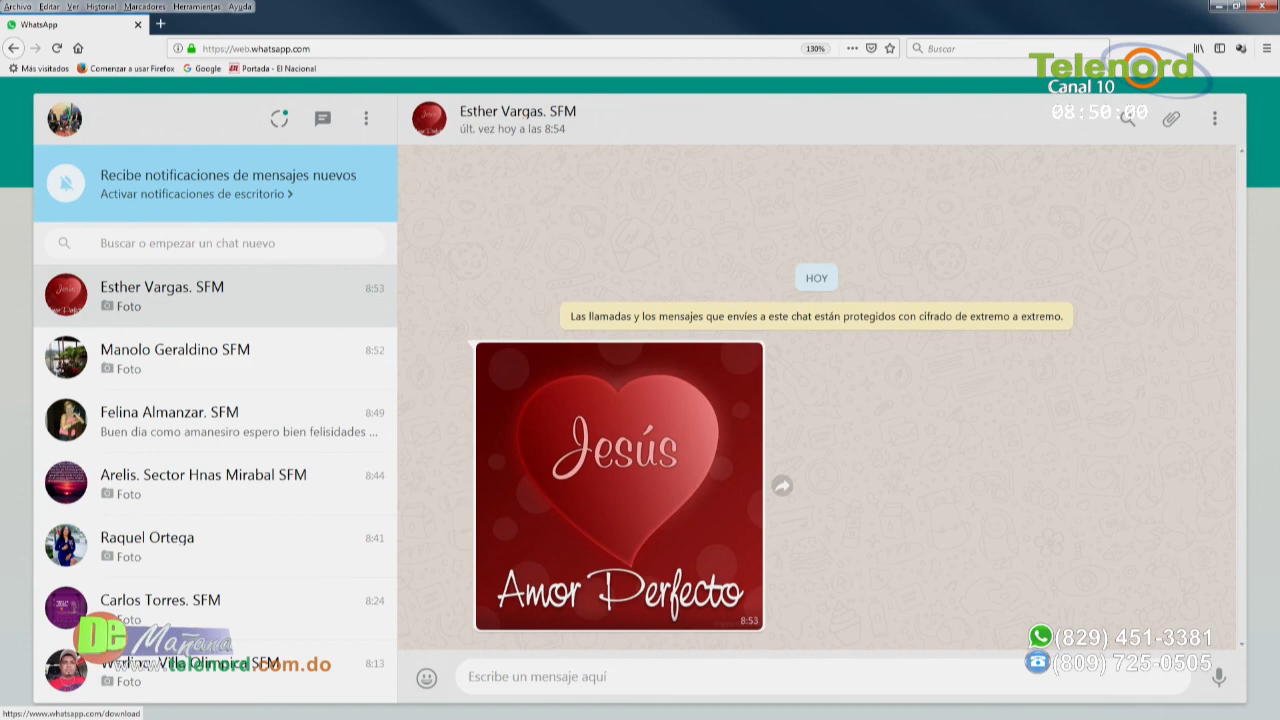 Archivo Editar Ver Historial Marcadores Herramientas Ayuda
WhatsApp
https://web.whatsapp.com
130%
Buscar
Más visitados Comenzar a usar Firefox Google Portada - El Nacional
Telenord
Canal 10
08:50:00
Esther Vargas. SFM
últ. vez hoy a las 8:54
Recibe notificaciones de mensajes nuevos
Activar notificaciones de escritorio >
Buscar o empezar un chat nuevo
Esther Vargas. SFM 8:53
Foto
Manolo Geraldino SFM 8:52
Foto
Felina Almanzar. SFM 8:49
Buen dia como amanesiro espero bien felisidades ...
Arelis. Sector Hnas Mirabal SFM 8:44
Foto
Raquel Ortega 8:41
Foto
Carlos Torres. SFM 8:24
Foto
Villa Olimpica SFM 8:13
Foto
HOY
Las llamadas y los mensajes que envíes a este chat están protegidos con cifrado de extremo a extremo.
Jesús
Amor Perfecto
8:53
Escribe un mensaje aquí
De Mañana
www.telenord.com.do
(829) 451-3381
(809) 725-0505
https://www.whatsapp.com/download